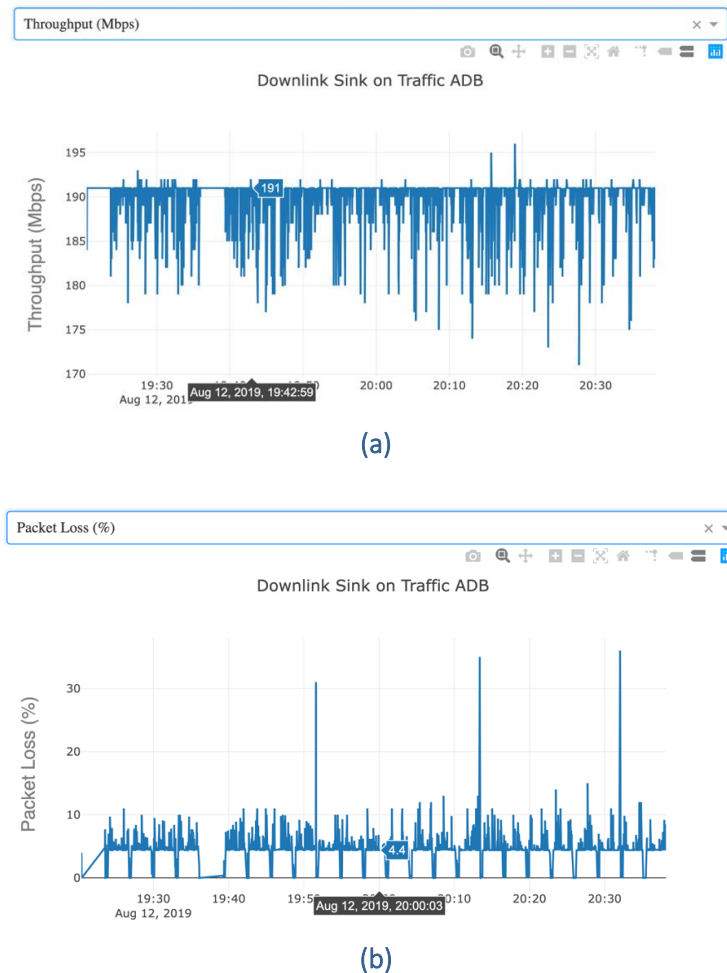 Throughput (Mbps)
Downlink Sink on Traffic ADB
Throughput (Mbps)
195
190
185
180
175
170
191
19:30
20:00
20:10
20:20
20:30
Aug 12, 2019
Aug 12, 2019, 19:42:59
(a)
Packet Loss (%)
Downlink Sink on Traffic ADB
Packet Loss (%)
30
20
10
0
4.4
19:30
19:40
20:10
20:20
20:30
Aug 12, 2019
Aug 12, 2019, 20:00:03
(b)